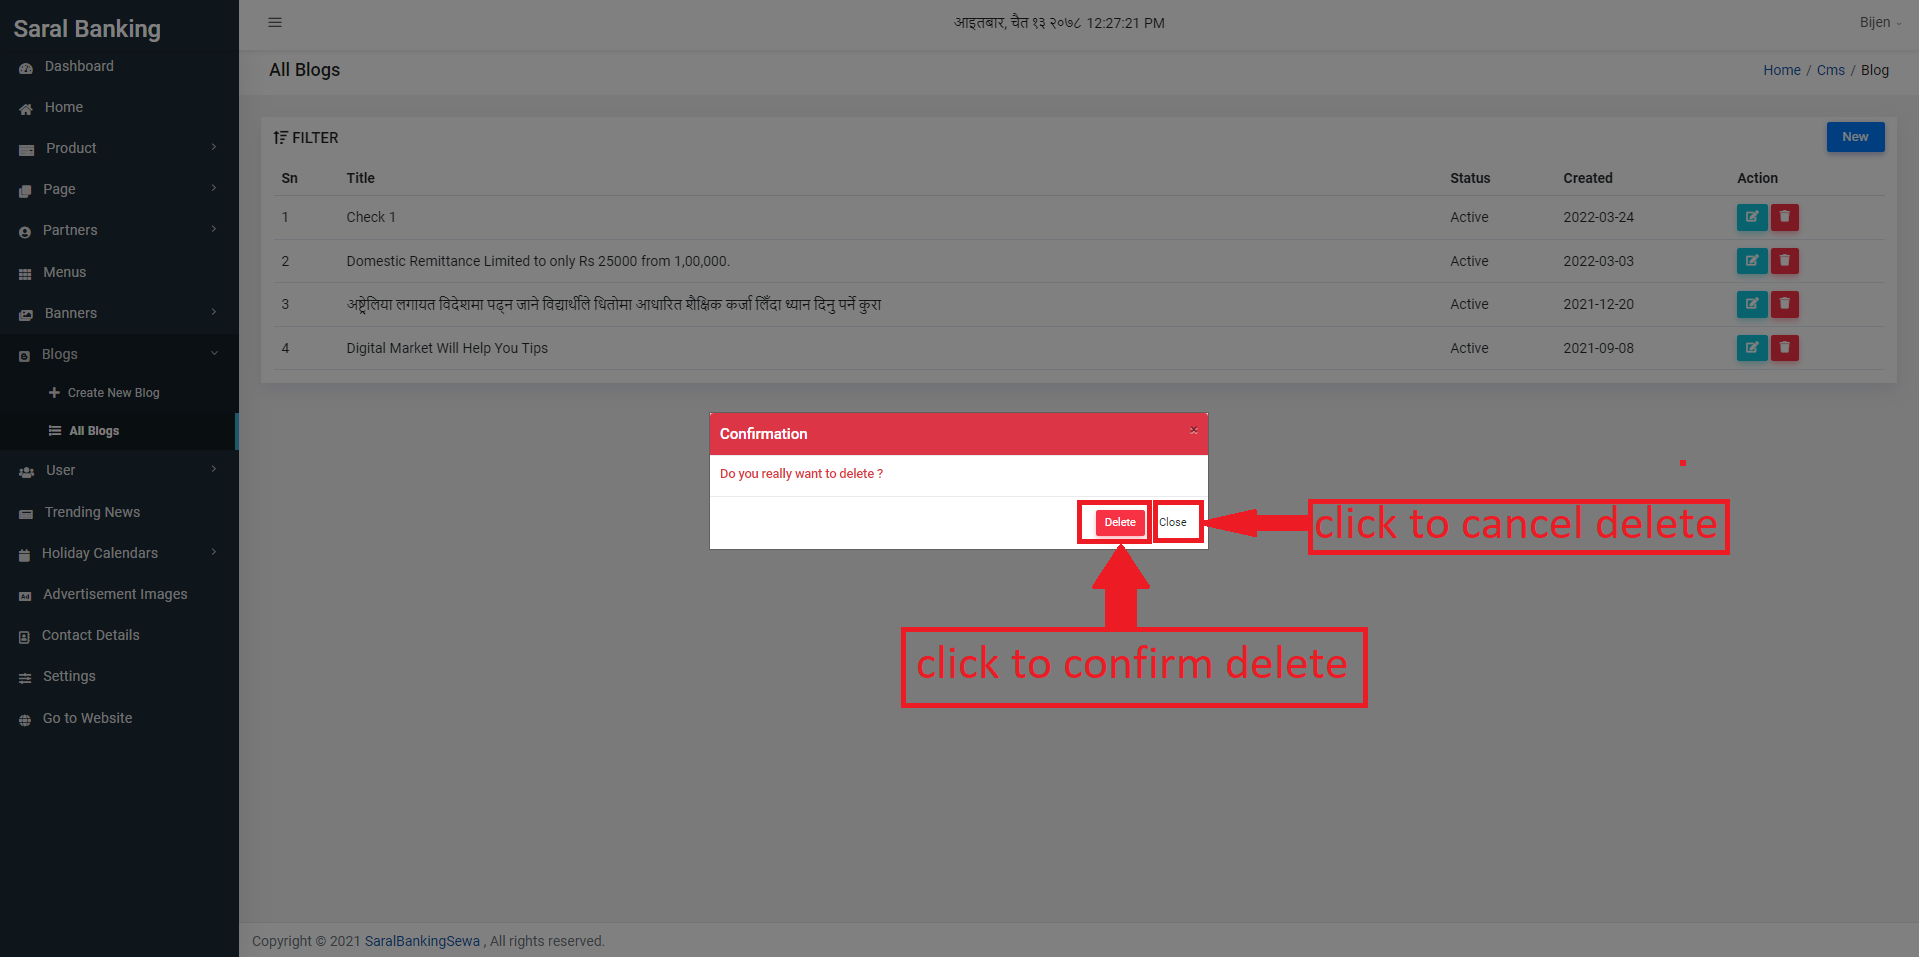 Saral Banking
आइतबार, चैत १३ २०७८ 12:27:21 PM
Bijen
Dashboard
Home
Product
Page
Partners
Menus
Banners
Blogs
Create New Blog
All Blogs
User
Trending News
Holiday Calendars
Advertisement Images
Contact Details
Settings
Go to Website
All Blogs
Home / Cms / Blog
FILTER
New
Sn Title Status Created Action
1 Check 1 Active 2022-03-24
2 Domestic Remittance Limited to only Rs 25000 from 1,00,000. Active 2022-03-03
3 अष्ट्रेलिया लगायत विदेशमा पढ्न जाने विद्यार्थीले धितोमा आधारित शैक्षिक कर्जा लिँदा ध्यान दिनु पर्ने कुरा Active 2021-12-20
4 Digital Market Will Help You Tips Active 2021-09-08
Confirmation ×
Do you really want to delete ?
Delete Close
click to cancel delete
click to confirm delete
Copyright © 2021 SaralBankingSewa , All rights reserved.